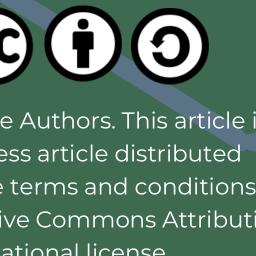 e Authors. This article i
ess article distributed
e terms and conditions
ive Commons Attributi
ational license